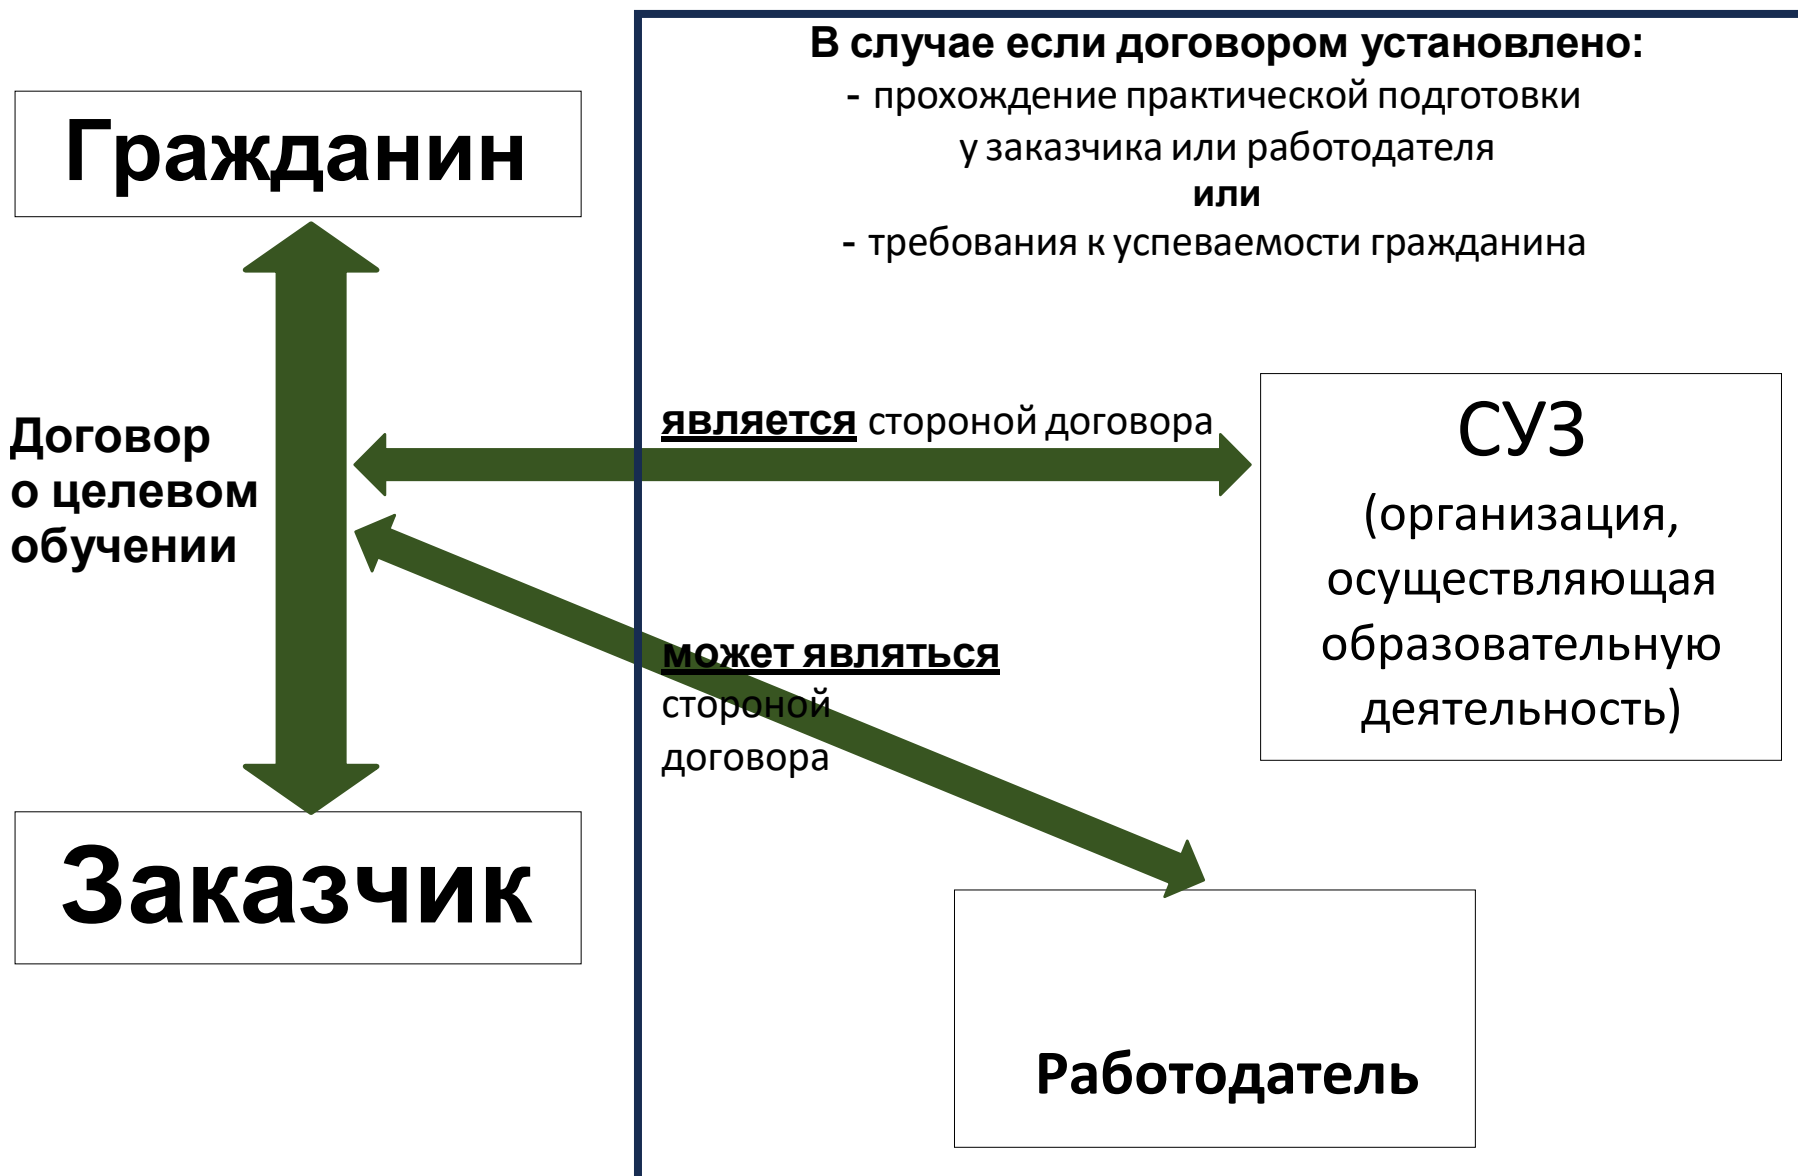 Гражданин
Договор
о целевом
обучении
Заказчик
В случае если договором установлено:
- прохождение практической подготовки
у заказчика или работодателя
или
- требования к успеваемости гражданина
является стороной договора
СУЗ
(организация,
осуществляющая
образовательную
деятельность)
может являться
стороной
договора
Работодатель